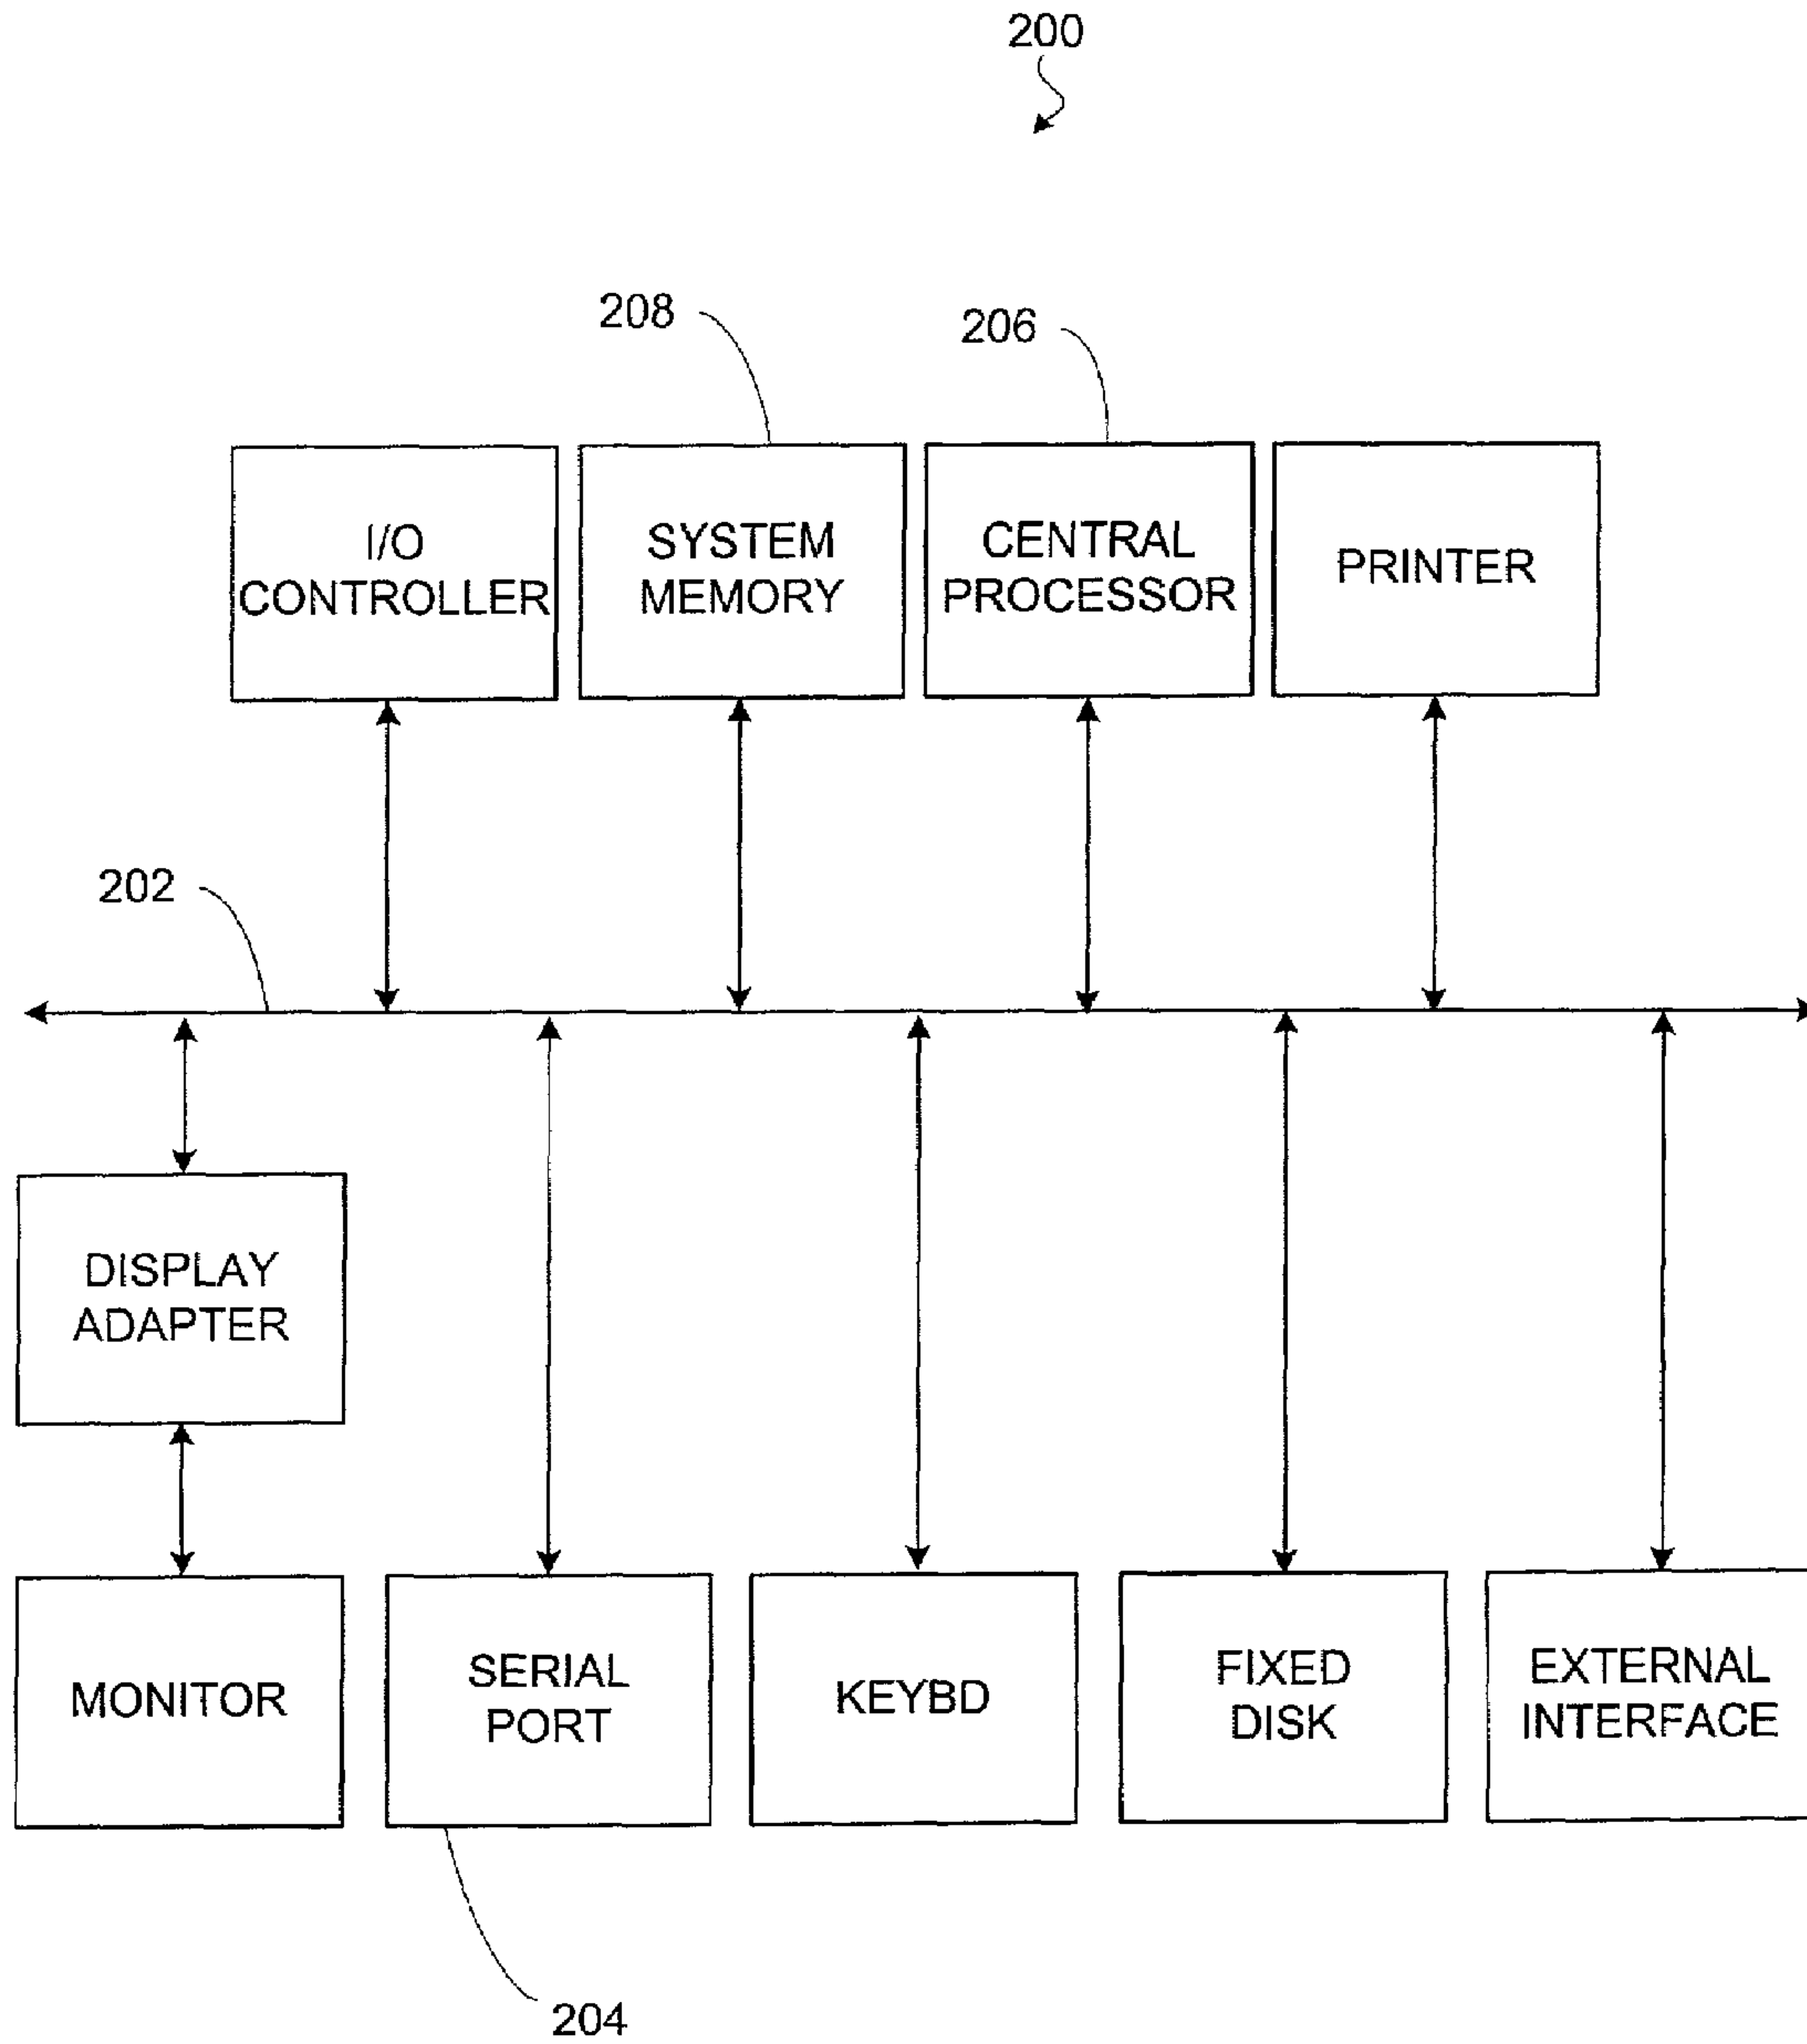 200
208
206
I/O
CONTROLLER
SYSTEM
MEMORY
CENTRAL
PROCESSOR
PRINTER
202
DISPLAY
ADAPTER
MONITOR
SERIAL
PORT
KEYBD
FIXED
DISK
EXTERNAL
INTERFACE
204